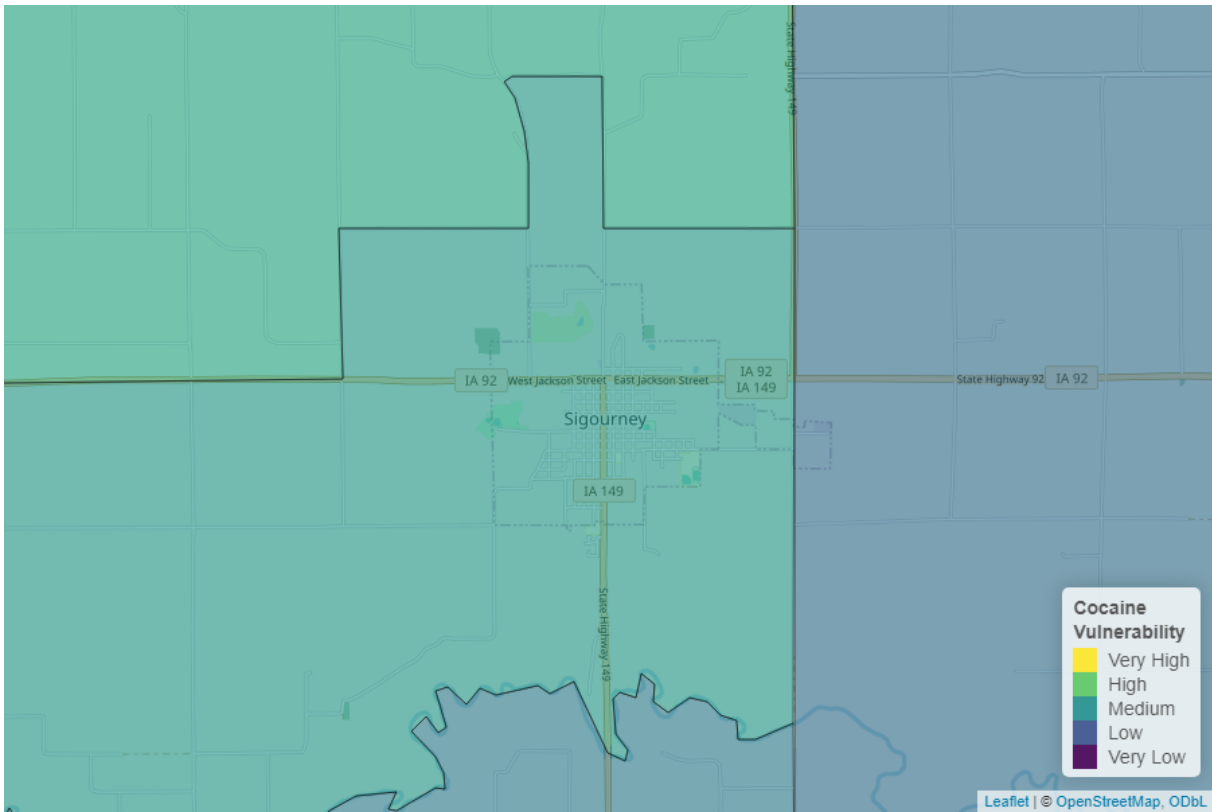 State Highway 149
IA 92
West Jackson Street
East Jackson Street
IA 92
IA 149
State Highway 92
IA 92
Sigourney
IA 149
State Highway 149
Cocaine
Vulnerability
Very High
High
Medium
Low
Very Low
Leaflet | © OpenStreetMap, ODbL